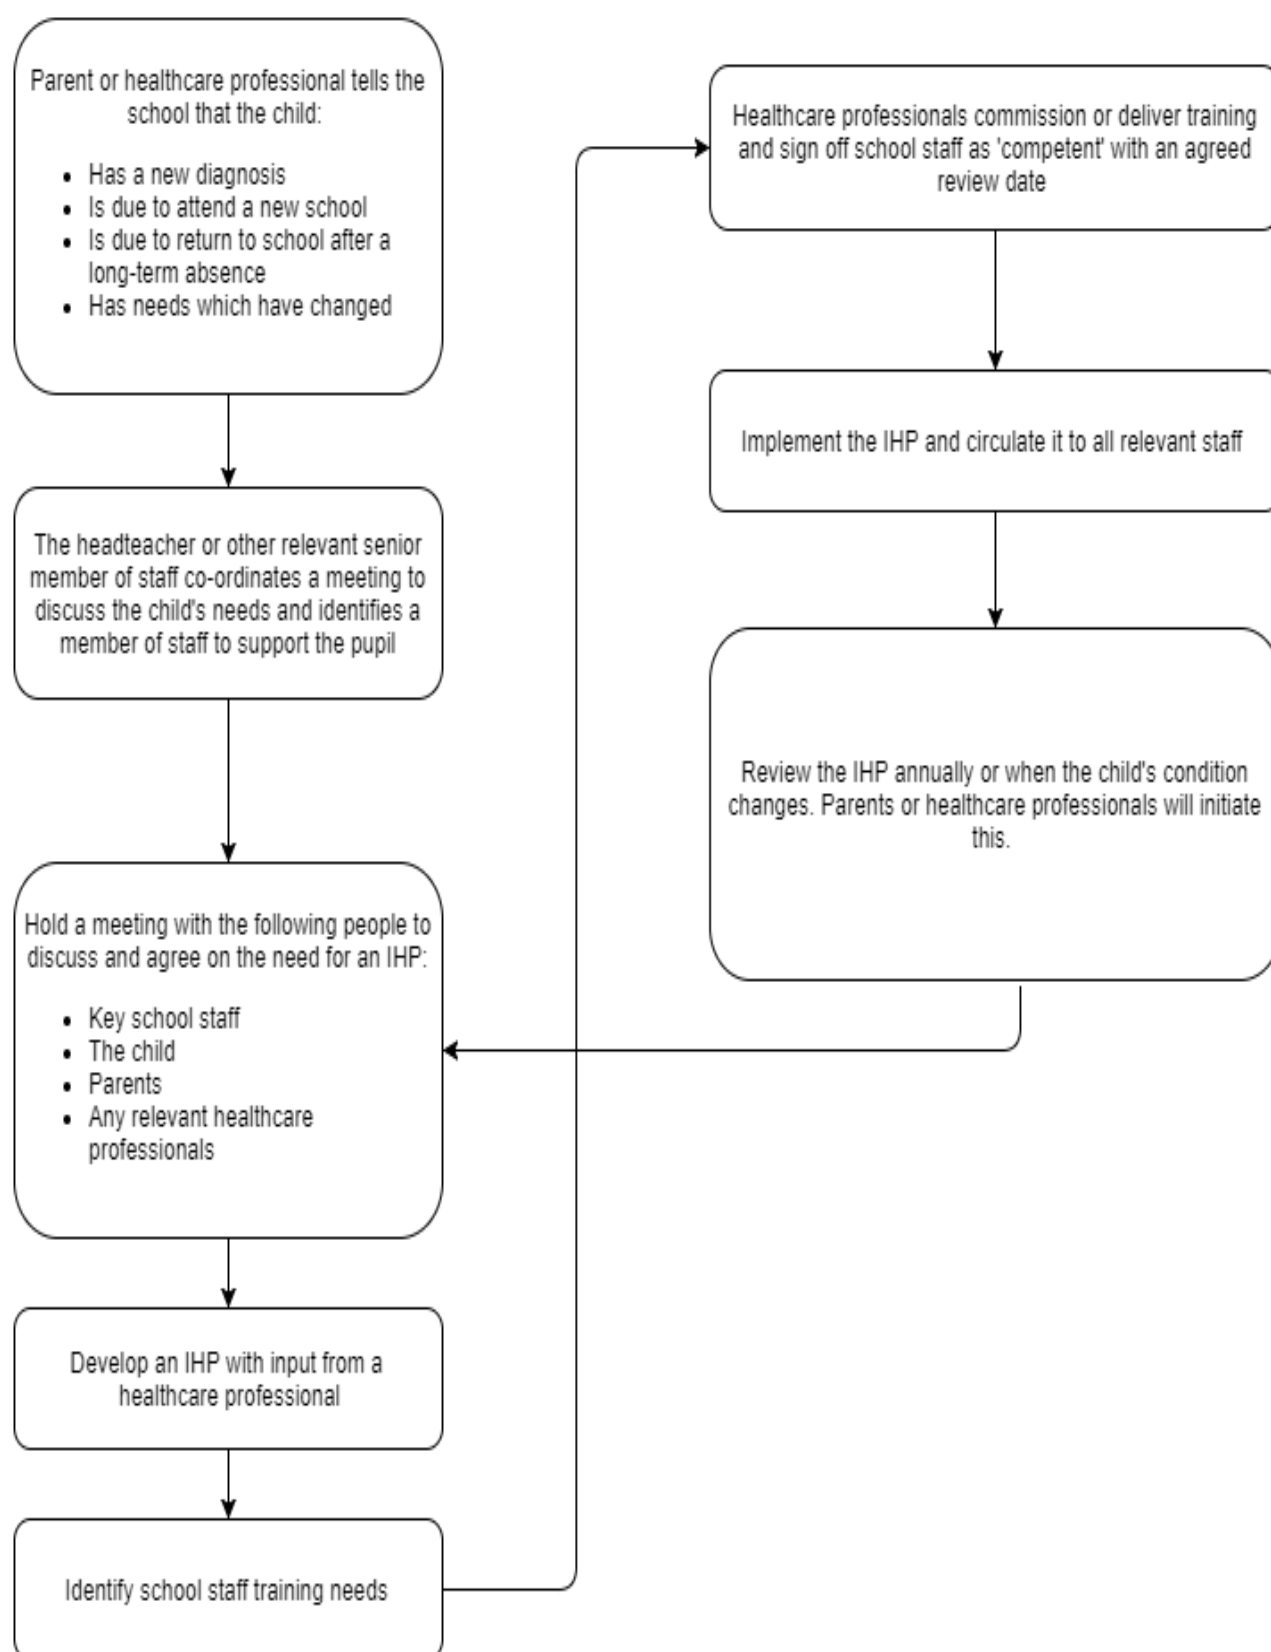 Parent or healthcare professional tells the
school that the child:
• Has a new diagnosis
• Is due to attend a new school
• Is due to return to school after a
long-term absence
• Has needs which have changed
The headteacher or other relevant senior
member of staff co-ordinates a meeting to
discuss the child's needs and identifies a
member of staff to support the pupil
Hold a meeting with the following people to
discuss and agree on the need for an IHP:
• Key school staff
• The child
• Parents
• Any relevant healthcare
professionals
Develop an IHP with input from a
healthcare professional
Identify school staff training needs
Healthcare professionals commission or deliver training
and sign off school staff as 'competent' with an agreed
review date
Implement the IHP and circulate it to all relevant staff
Review the IHP annually or when the child's condition
changes. Parents or healthcare professionals will initiate
this.